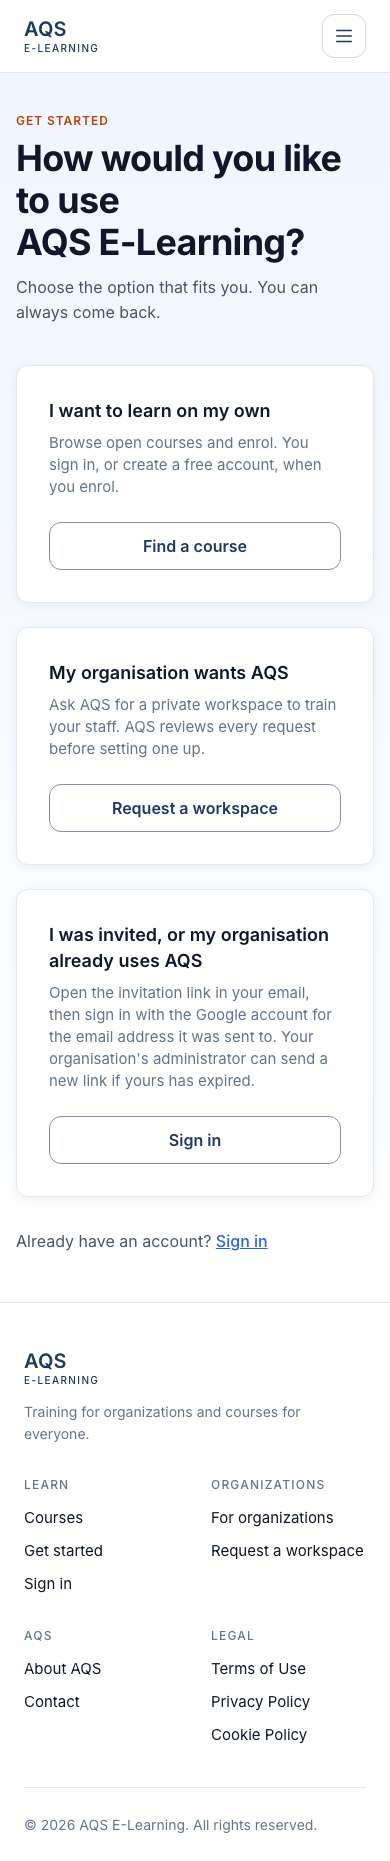 AQS
E-LEARNING
GET STARTED
How would you like
to use
AQS E-Learning?
Choose the option that fits you. You can
always come back.
I want to learn on my own
Browse open courses and enrol. You
sign in, or create a free account, when
you enrol.
Find a course
My organisation wants AQS
Ask AQS for a private workspace to train
your staff. AQS reviews every request
before setting one up.
Request a workspace
I was invited, or my organisation
already uses AQS
Open the invitation link in your email,
then sign in with the Google account for
the email address it was sent to. Your
organisation's administrator can send a
new link if yours has expired.
Sign in
Already have an account? Sign in
AQS
E-LEARNING
Training for organizations and courses for
everyone.
LEARN
Courses
Get started
Sign in
ORGANIZATIONS
For organizations
Request a workspace
AQS
About AQS
Contact
LEGAL
Terms of Use
Privacy Policy
Cookie Policy
© 2026 AQS E-Learning. All rights reserved.